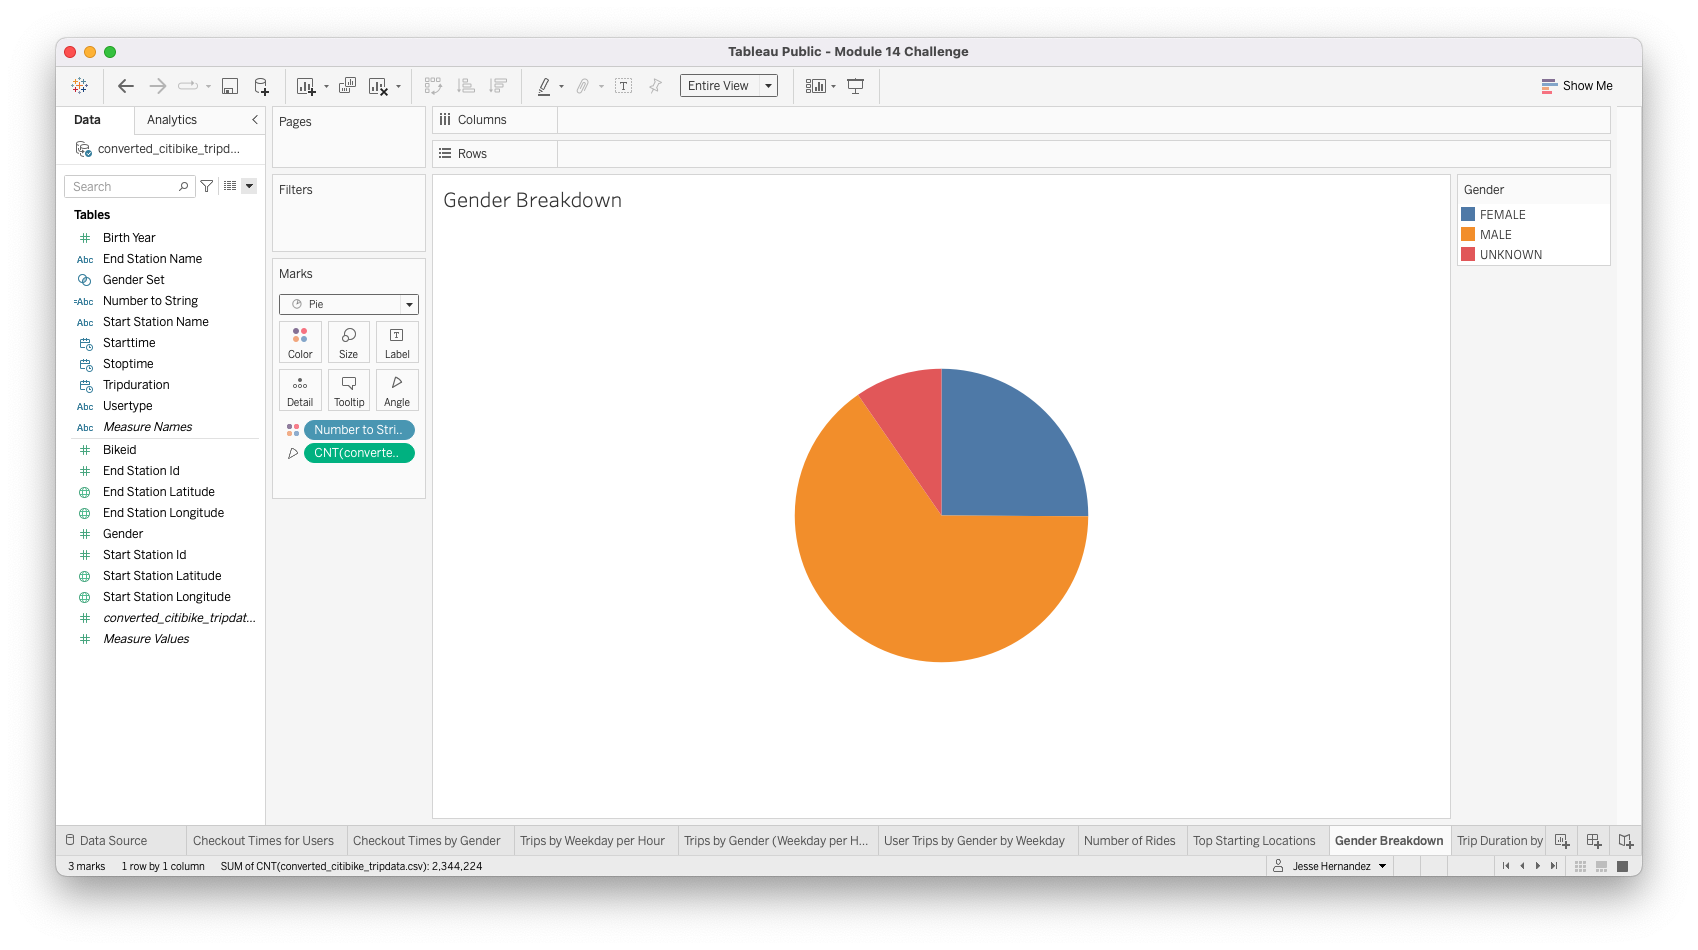 Tableau Public - Module 14 Challenge
Entire View
Show Me
Data
Analytics
converted_citibike_tripd...
Search
Tables
Birth Year
Abc End Station Name
Gender Set
=Abc Number to String
Abc Start Station Name
Starttime
Stoptime
Tripduration
Abc Usertype
Abc Measure Names
Bikeid
End Station Id
End Station Latitude
End Station Longitude
Gender
Start Station Id
Start Station Latitude
Start Station Longitude
converted_citibike_tripdat...
Measure Values
Pages
Filters
Marks
Pie
Color
Size
Label
Detail
Tooltip
Angle
Number to Stri..
CNT(converte..
Columns
Rows
Gender Breakdown
Gender
FEMALE
MALE
UNKNOWN
Data Source
Checkout Times for Users
Checkout Times by Gender
Trips by Weekday per Hour
Trips by Gender (Weekday per H...
User Trips by Gender by Weekday
Number of Rides
Top Starting Locations
Gender Breakdown
Trip Duration by
3 marks
1 row by 1 column
SUM of CNT(converted_citibike_tripdata.csv): 2,344,224
Jesse Hernandez